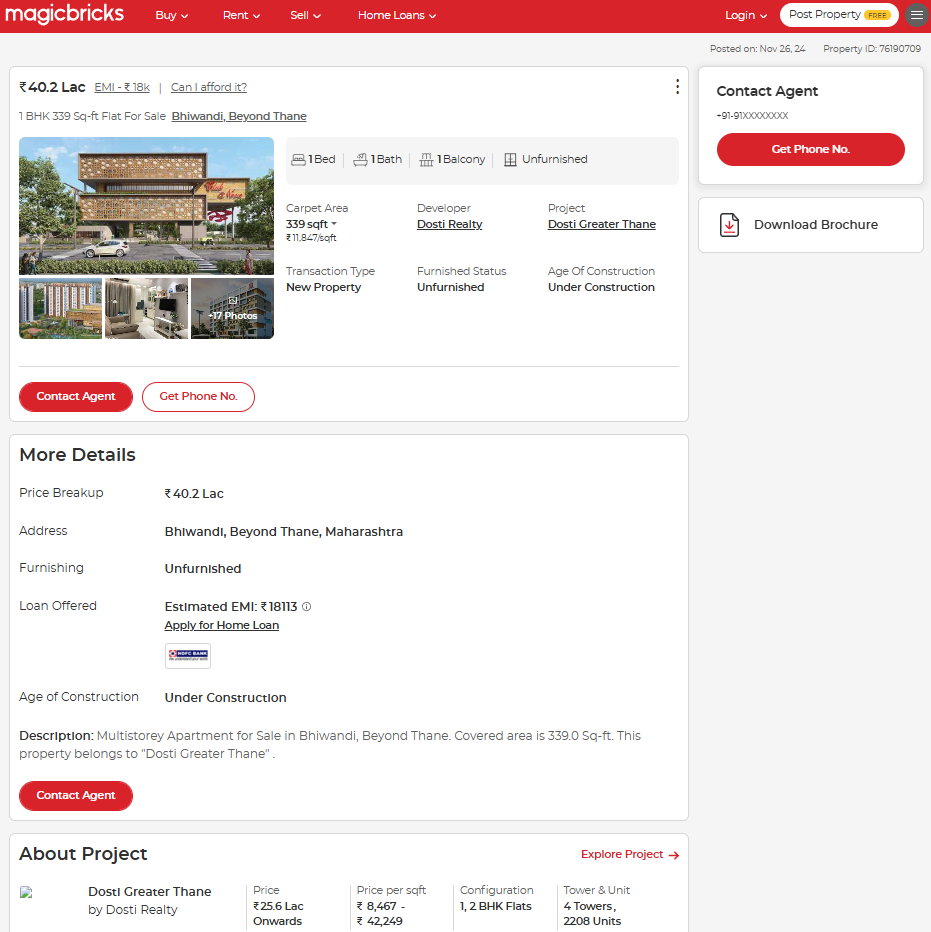 magicbricks Buy Rent Sell Home Loans Login Post Property FREE
Posted on: Nov 26, 24 Property ID: 76190709
₹40.2 Lac EMI - ₹ 18k | Can I afford it?
1 BHK 339 Sq-ft Flat For Sale Bhiwandi, Beyond Thane
1 Bed 1 Bath 1 Balcony Unfurnished
Carpet Area Developer Project
339 sqft Dosti Realty Dosti Greater Thane
₹11,847/sqft
Transaction Type Furnished Status Age Of Construction
New Property Unfurnished Under Construction
+17 Photos
Contact Agent Get Phone No.
Contact Agent
+91-91XXXXXXXX
Get Phone No.
Download Brochure
More Details
Price Breakup ₹40.2 Lac
Address Bhiwandi, Beyond Thane, Maharashtra
Furnishing Unfurnished
Loan Offered Estimated EMI: ₹18113
Apply for Home Loan
HDFC BANK
Age of Construction Under Construction
Description: Multistorey Apartment for Sale in Bhiwandi, Beyond Thane. Covered area is 339.0 Sq-ft. This
property belongs to "Dosti Greater Thane" .
Contact Agent
About Project Explore Project
Dosti Greater Thane
by Dosti Realty
Price
₹25.6 Lac
Onwards
Price per sqft
₹ 8,467 -
₹ 42,249
Configuration
1, 2 BHK Flats
Tower & Unit
4 Towers,
2208 Units